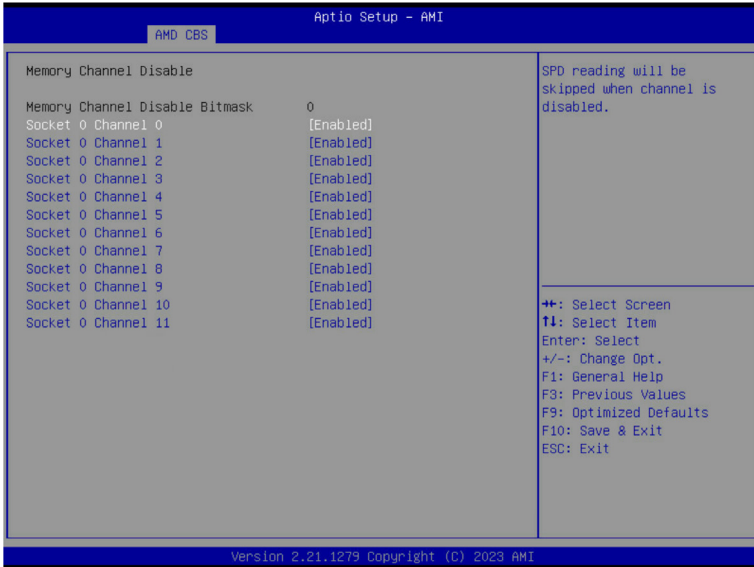 Aptio Setup – AMI
AMD CBS
Memory Channel Disable
Memory Channel Disable Bitmask 0
Socket 0 Channel 0 [Enabled]
Socket 0 Channel 1 [Enabled]
Socket 0 Channel 2 [Enabled]
Socket 0 Channel 3 [Enabled]
Socket 0 Channel 4 [Enabled]
Socket 0 Channel 5 [Enabled]
Socket 0 Channel 6 [Enabled]
Socket 0 Channel 7 [Enabled]
Socket 0 Channel 8 [Enabled]
Socket 0 Channel 9 [Enabled]
Socket 0 Channel 10 [Enabled]
Socket 0 Channel 11 [Enabled]
SPD reading will be
skipped when channel is
disabled.
→←: Select Screen
↑↓: Select Item
Enter: Select
+/-: Change Opt.
F1: General Help
F3: Previous Values
F9: Optimized Defaults
F10: Save & Exit
ESC: Exit
Version 2.21.1279 Copyright (C) 2023 AMI